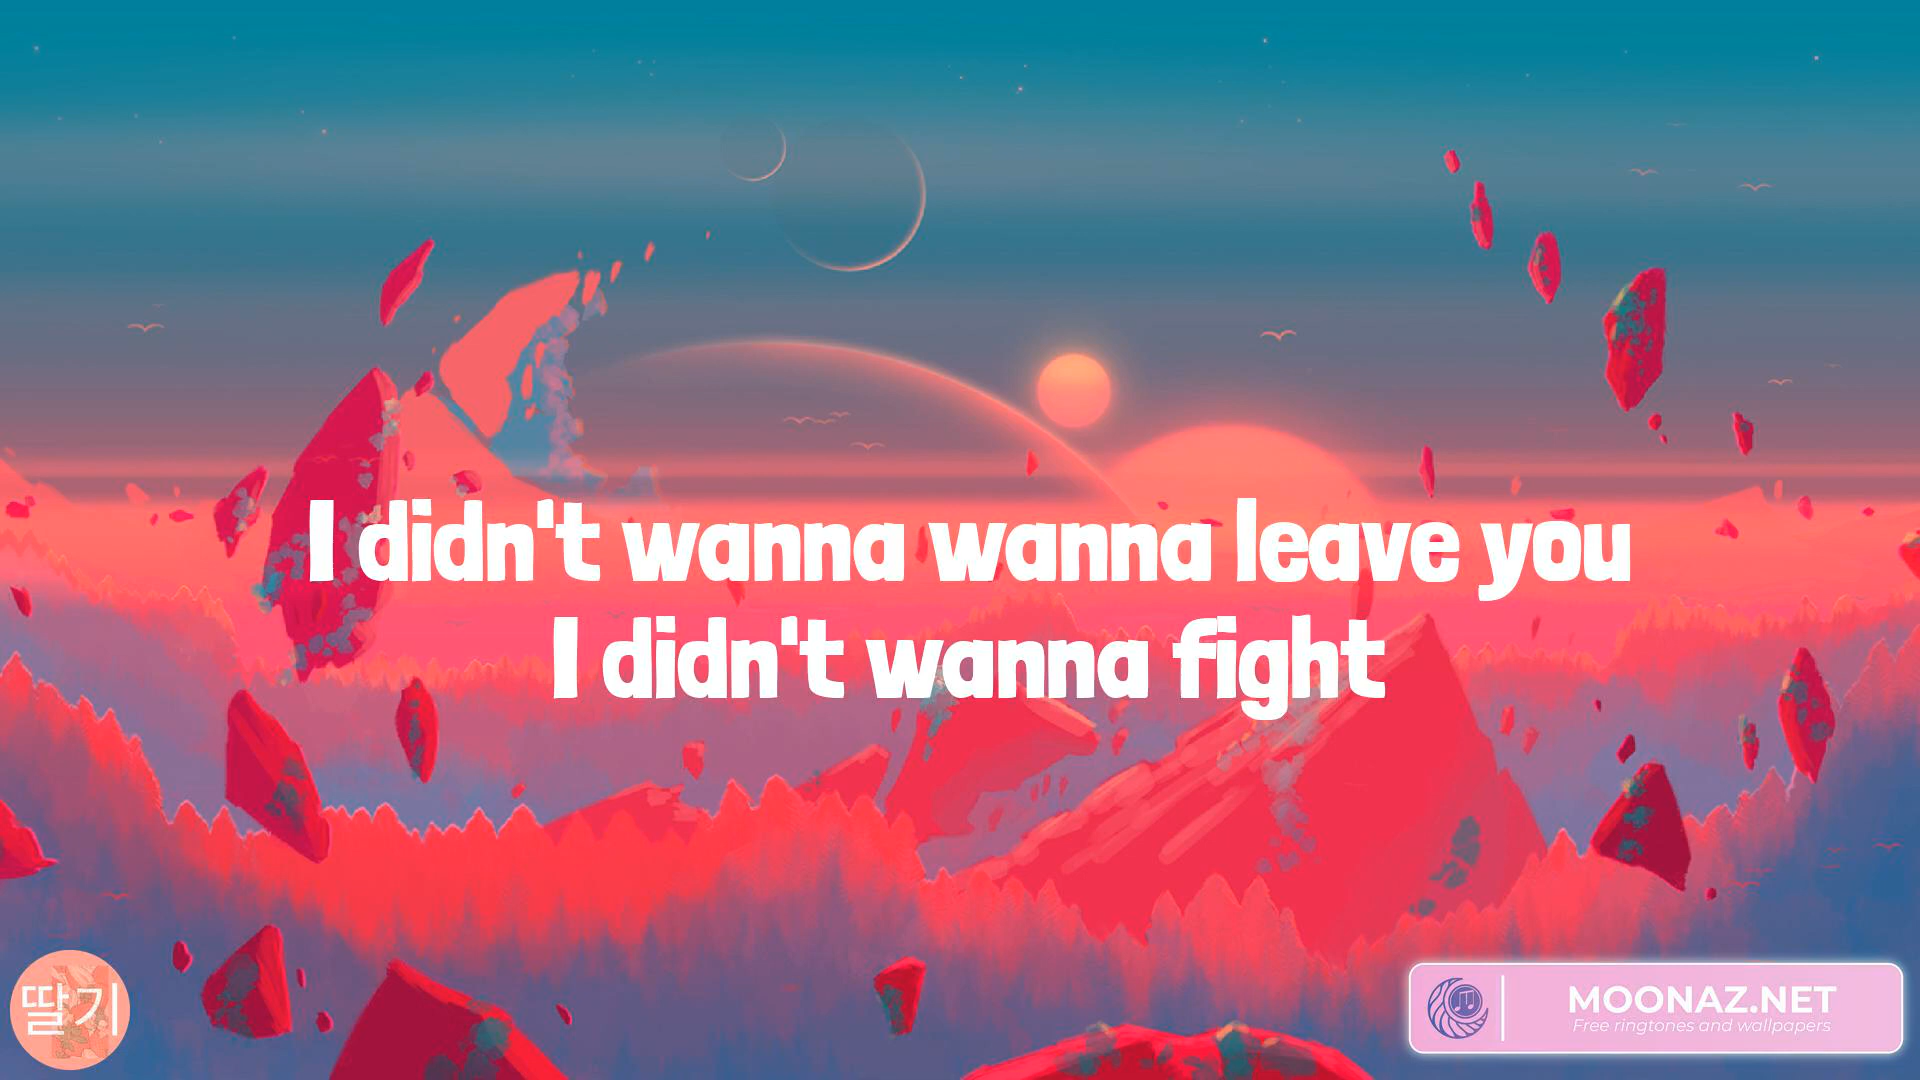 I didn't wanna wanna leave you
I didn't wanna fight
딸기
MOONAZ.NET
Free ringtones and wallpapers